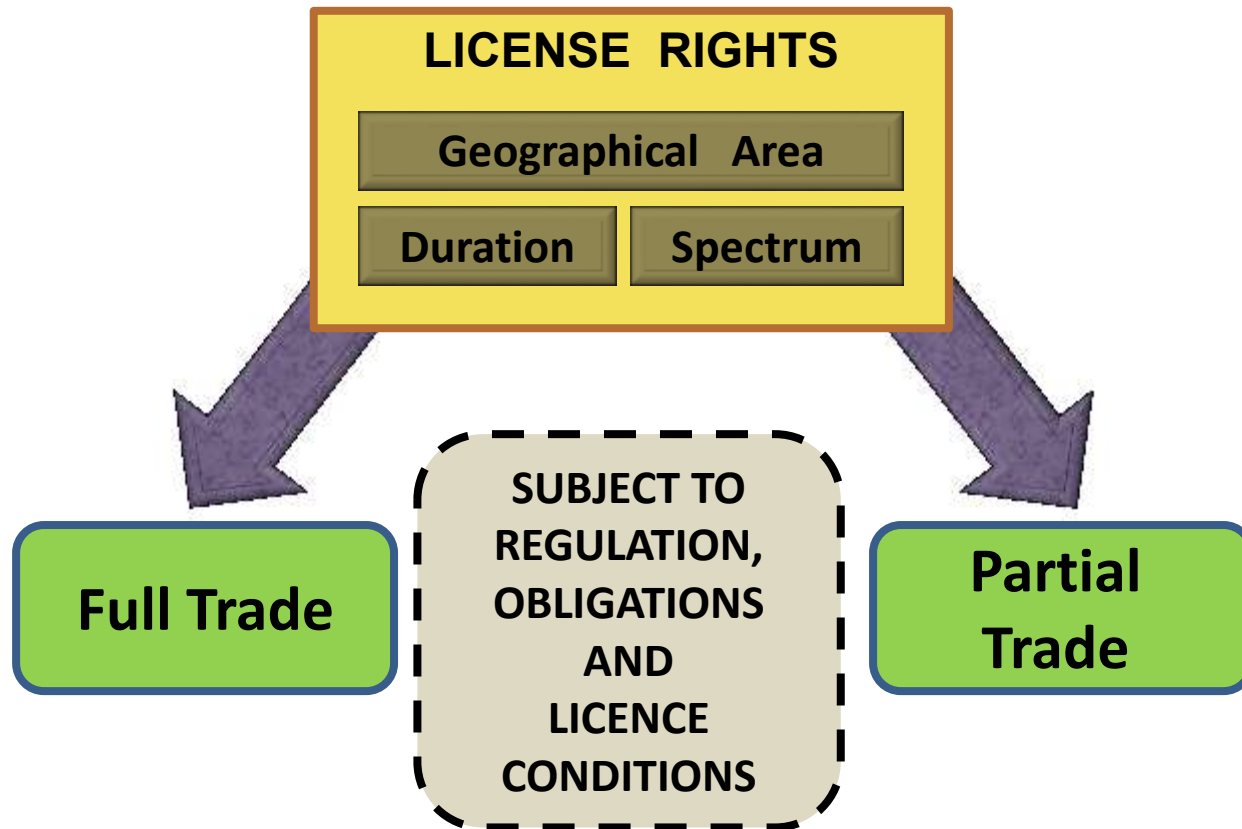 LICENSE RIGHTS
Geographical Area
Duration
Spectrum
Full Trade
SUBJECT TO
REGULATION,
OBLIGATIONS
AND
LICENCE
CONDITIONS
Partial
Trade